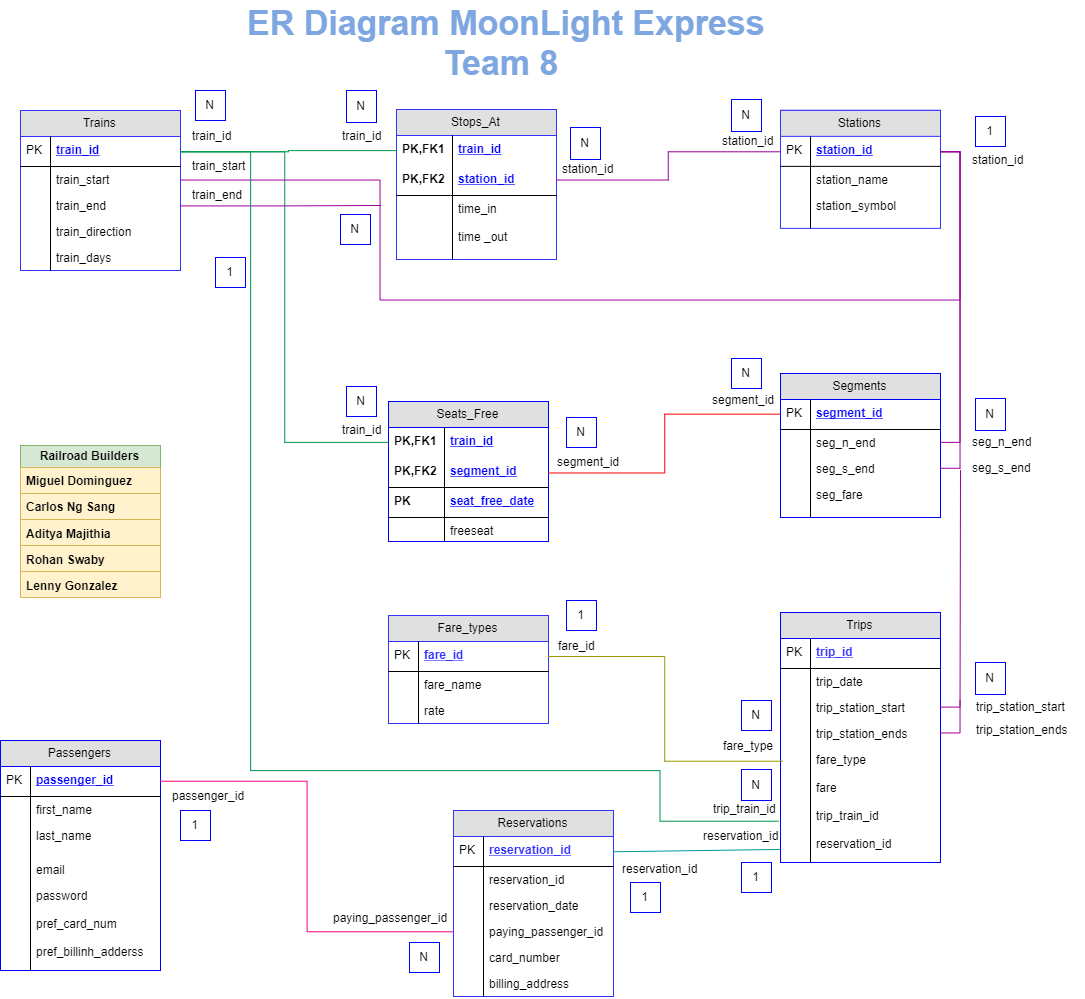 ER Diagram MoonLight Express
Team 8
Trains
PK train_id
train_start
train_end
train_direction
train_days
N
train_id
train_start
train_end
1
N
train_id
N
Stops_At
PK,FK1 train_id
PK,FK2 station_id
time_in
time _out
N
station_id
N
station_id
Stations
PK station_id
station_name
station_symbol
1
station_id
N
train_id
Seats_Free
PK,FK1 train_id
PK,FK2 segment_id
PK seat_free_date
freeseat
N
segment_id
N
segment_id
Segments
PK segment_id
seg_n_end
seg_s_end
seg_fare
N
seg_n_end
seg_s_end
Railroad Builders
Miguel Dominguez
Carlos Ng Sang
Aditya Majithia
Rohan Swaby
Lenny Gonzalez
Fare_types
PK fare_id
fare_name
rate
1
fare_id
N
fare_type
N
trip_train_id
reservation_id
1
Trips
PK trip_id
trip_date
trip_station_start
trip_station_ends
fare_type
fare
trip_train_id
reservation_id
N
trip_station_start
trip_station_ends
Passengers
PK passenger_id
first_name
last_name
email
password
pref_card_num
pref_billinh_adderss
passenger_id
1
paying_passenger_id
N
Reservations
PK reservation_id
reservation_id
reservation_date
paying_passenger_id
card_number
billing_address
reservation_id
1